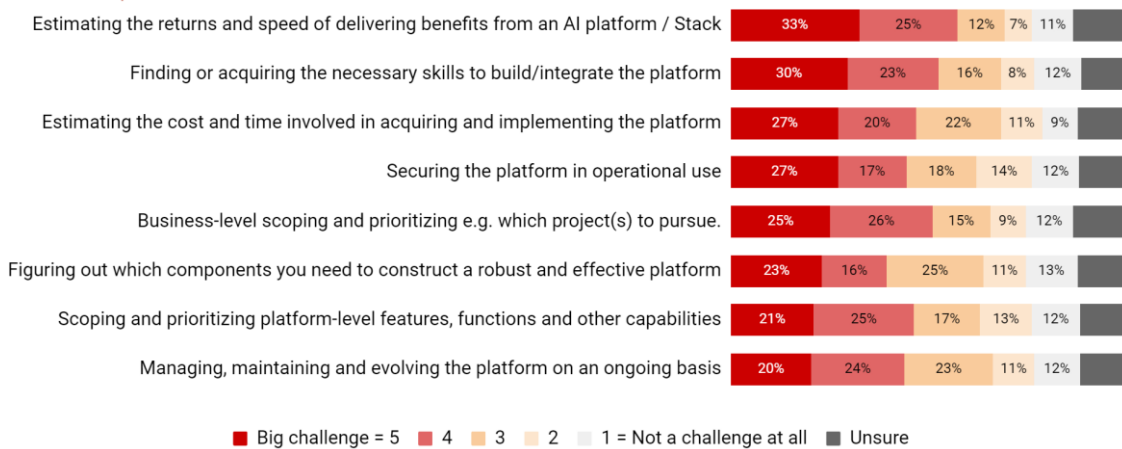 Estimating the returns and speed of delivering benefits from an AI platform / Stack 33% 25% 12% 7% 11%
Finding or acquiring the necessary skills to build/integrate the platform 30% 23% 16% 8% 12%
Estimating the cost and time involved in acquiring and implementing the platform 27% 20% 22% 11% 9%
Securing the platform in operational use 27% 17% 18% 14% 12%
Business-level scoping and prioritizing e.g. which project(s) to pursue. 25% 26% 15% 9% 12%
Figuring out which components you need to construct a robust and effective platform 23% 16% 25% 11% 13%
Scoping and prioritizing platform-level features, functions and other capabilities 21% 25% 17% 13% 12%
Managing, maintaining and evolving the platform on an ongoing basis 20% 24% 23% 11% 12%
Big challenge = 5 4 3 2 1 = Not a challenge at all Unsure